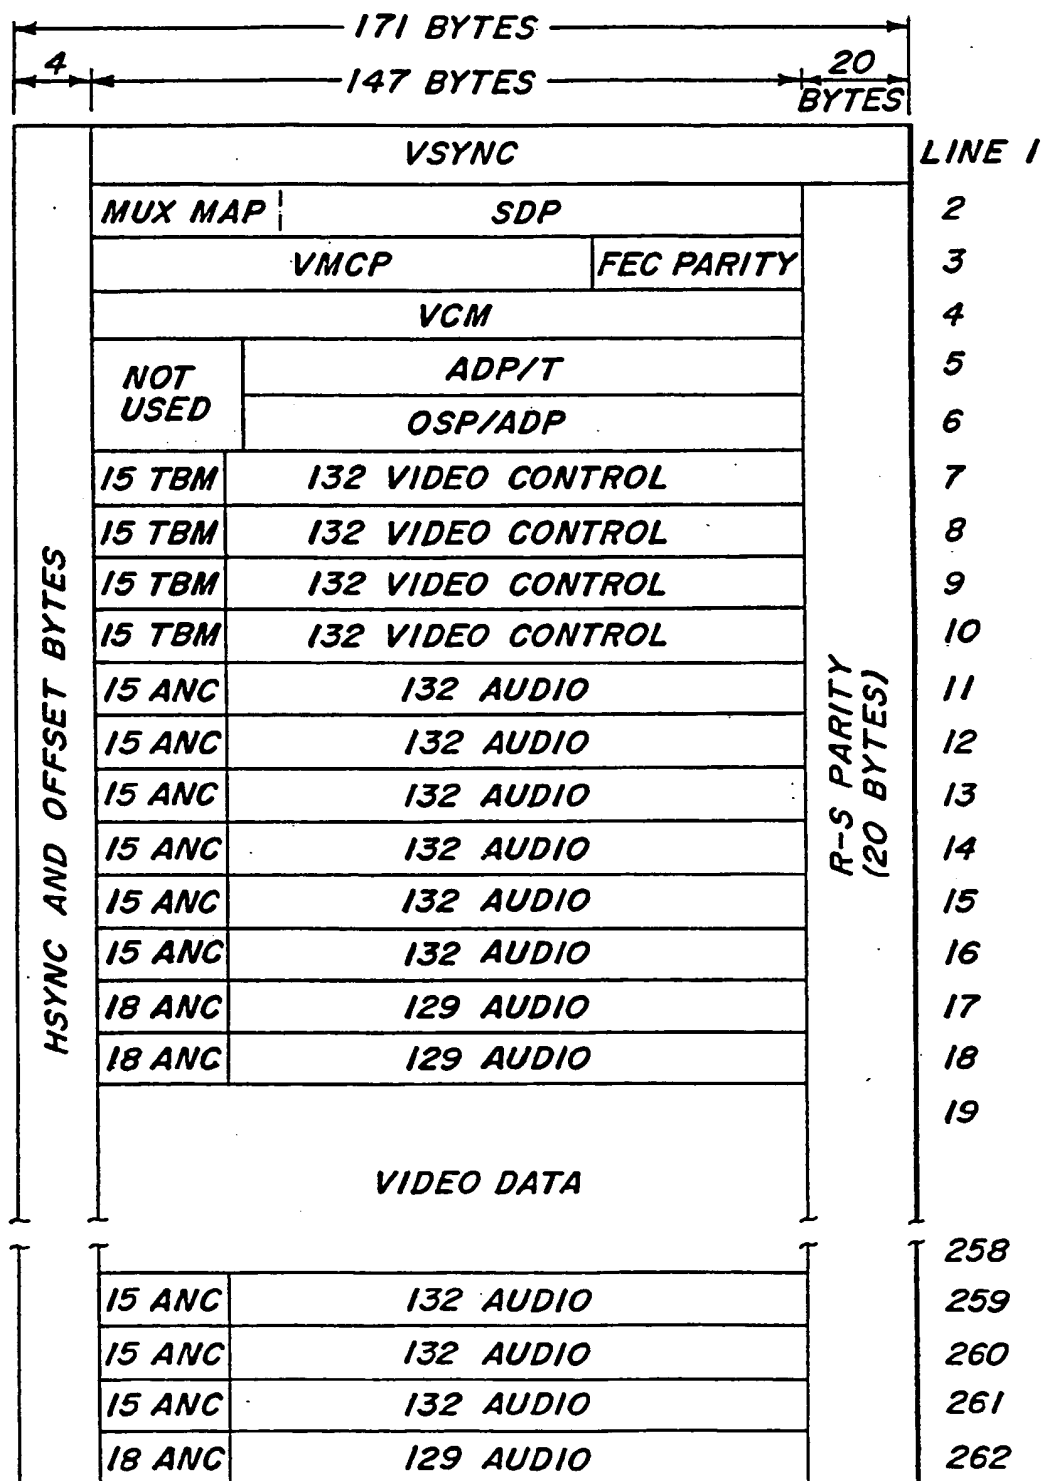 171 BYTES
4 147 BYTES 20 BYTES
VSYNC LINE 1
MUX MAP SDP 2
VMCP FEC PARITY 3
VCM 4
NOT USED
ADP/T 5
OSP/ADP 6
15 TBM 132 VIDEO CONTROL 7
15 TBM 132 VIDEO CONTROL 8
15 TBM 132 VIDEO CONTROL 9
15 TBM 132 VIDEO CONTROL 10
15 ANC 132 AUDIO 11
15 ANC 132 AUDIO 12
15 ANC 132 AUDIO 13
15 ANC 132 AUDIO 14
15 ANC 132 AUDIO 15
15 ANC 132 AUDIO 16
18 ANC 129 AUDIO 17
18 ANC 129 AUDIO 18
19
VIDEO DATA
258
15 ANC 132 AUDIO 259
15 ANC 132 AUDIO 260
15 ANC 132 AUDIO 261
18 ANC 129 AUDIO 262
HSYNC AND OFFSET BYTES
R-S PARITY
(20 BYTES)